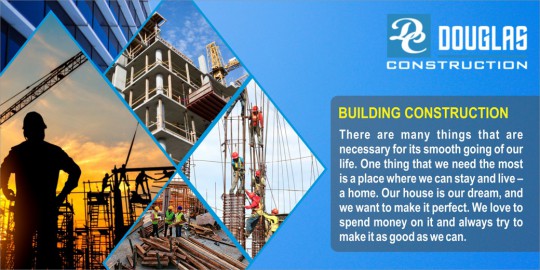 DC DOUGLAS
CONSTRUCTION
BUILDING CONSTRUCTION
There are many things that are
necessary for its smooth going of our
life. One thing that we need the most
is a place where we can stay and live –
a home. Our house is our dream, and
we want to make it perfect. We love to
spend money on it and always try to
make it as good as we can.